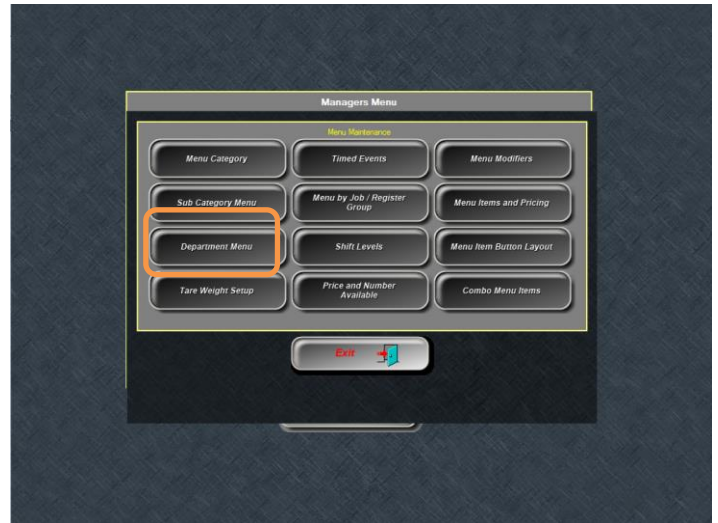 Managers Menu
Menu Maintenance
Menu Category
Timed Events
Menu Modifiers
Sub Category Menu
Menu by Job / Register
Group
Menu Items and Pricing
Department Menu
Shift Levels
Menu Item Button Layout
Tare Weight Setup
Price and Number
Available
Combo Menu Items
Exit